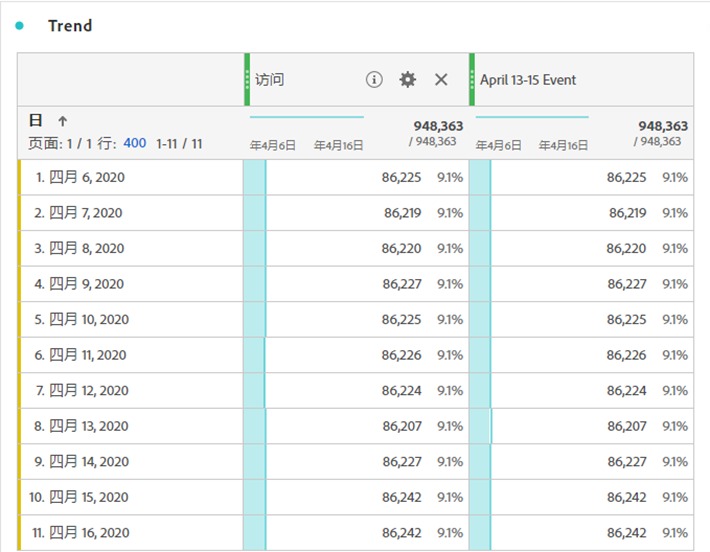 Trend
访问 April 13-15 Event
日
页面: 1 / 1 行: 400 1-11 / 11
年4月6日 年4月16日 948,363 / 948,363 年4月6日 年4月16日 948,363 / 948,363
1. 四月 6, 2020 86,225 9.1% 86,225 9.1%
2. 四月 7, 2020 86,219 9.1% 86,219 9.1%
3. 四月 8, 2020 86,220 9.1% 86,220 9.1%
4. 四月 9, 2020 86,227 9.1% 86,227 9.1%
5. 四月 10, 2020 86,225 9.1% 86,225 9.1%
6. 四月 11, 2020 86,226 9.1% 86,226 9.1%
7. 四月 12, 2020 86,224 9.1% 86,224 9.1%
8. 四月 13, 2020 86,207 9.1% 86,207 9.1%
9. 四月 14, 2020 86,227 9.1% 86,227 9.1%
10. 四月 15, 2020 86,242 9.1% 86,242 9.1%
11. 四月 16, 2020 86,242 9.1% 86,242 9.1%